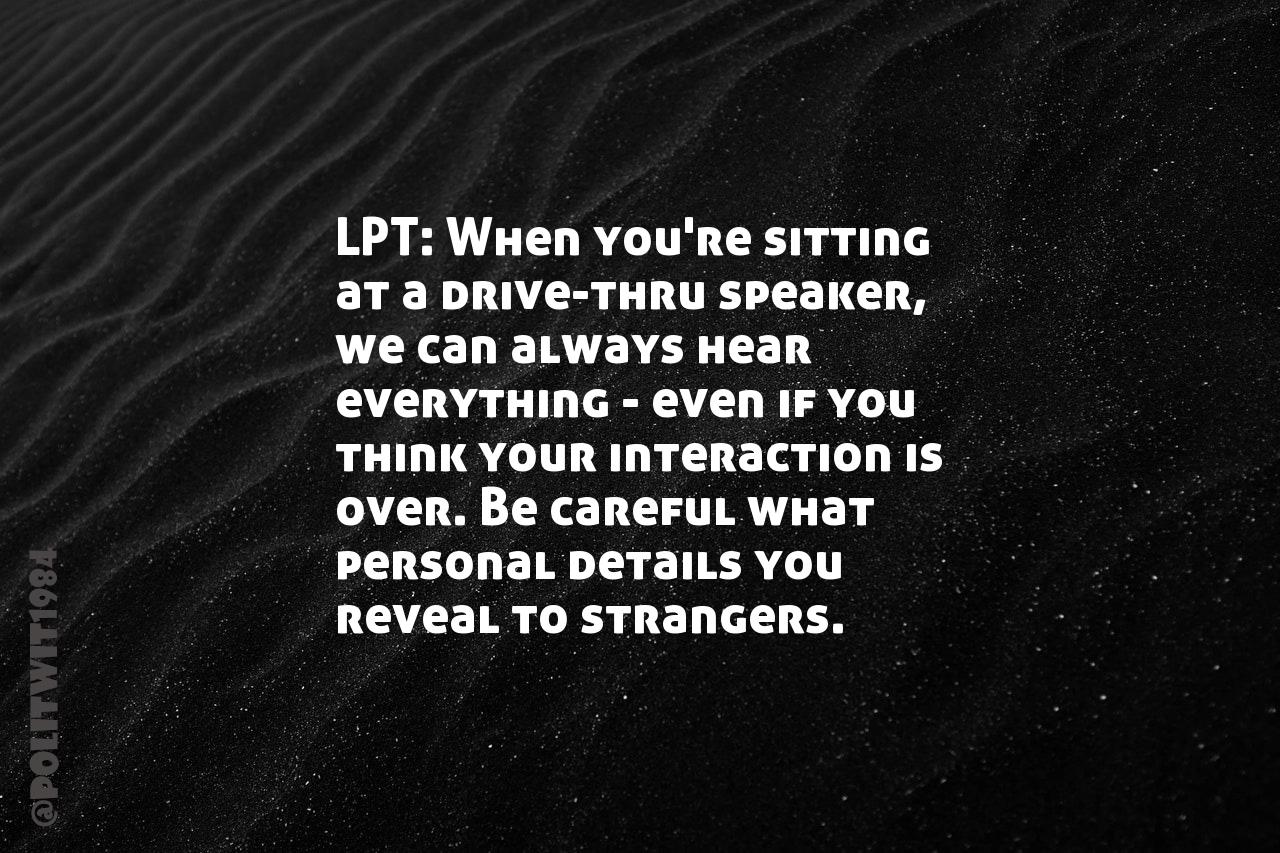 LPT: When you're sitting
at a drive-thru speaker,
we can always hear
everything - even if you
think your interaction is
over. Be careful what
personal details you
reveal to strangers.
@POLITWIT1984